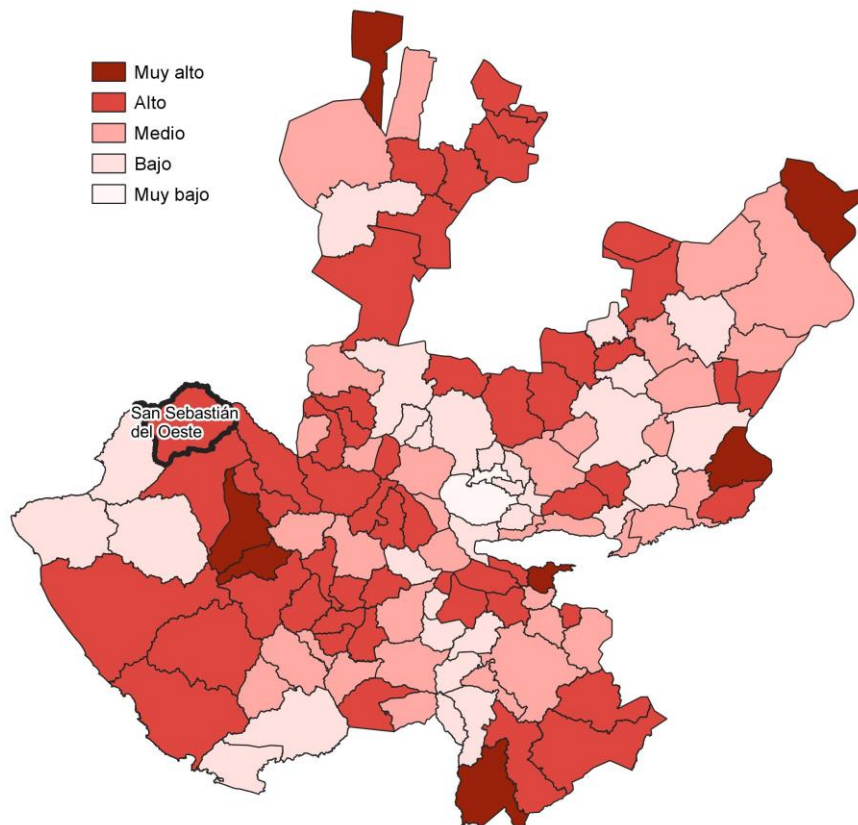 Muy alto
Alto
Medio
Bajo
Muy bajo
San Sebastián
del Oeste